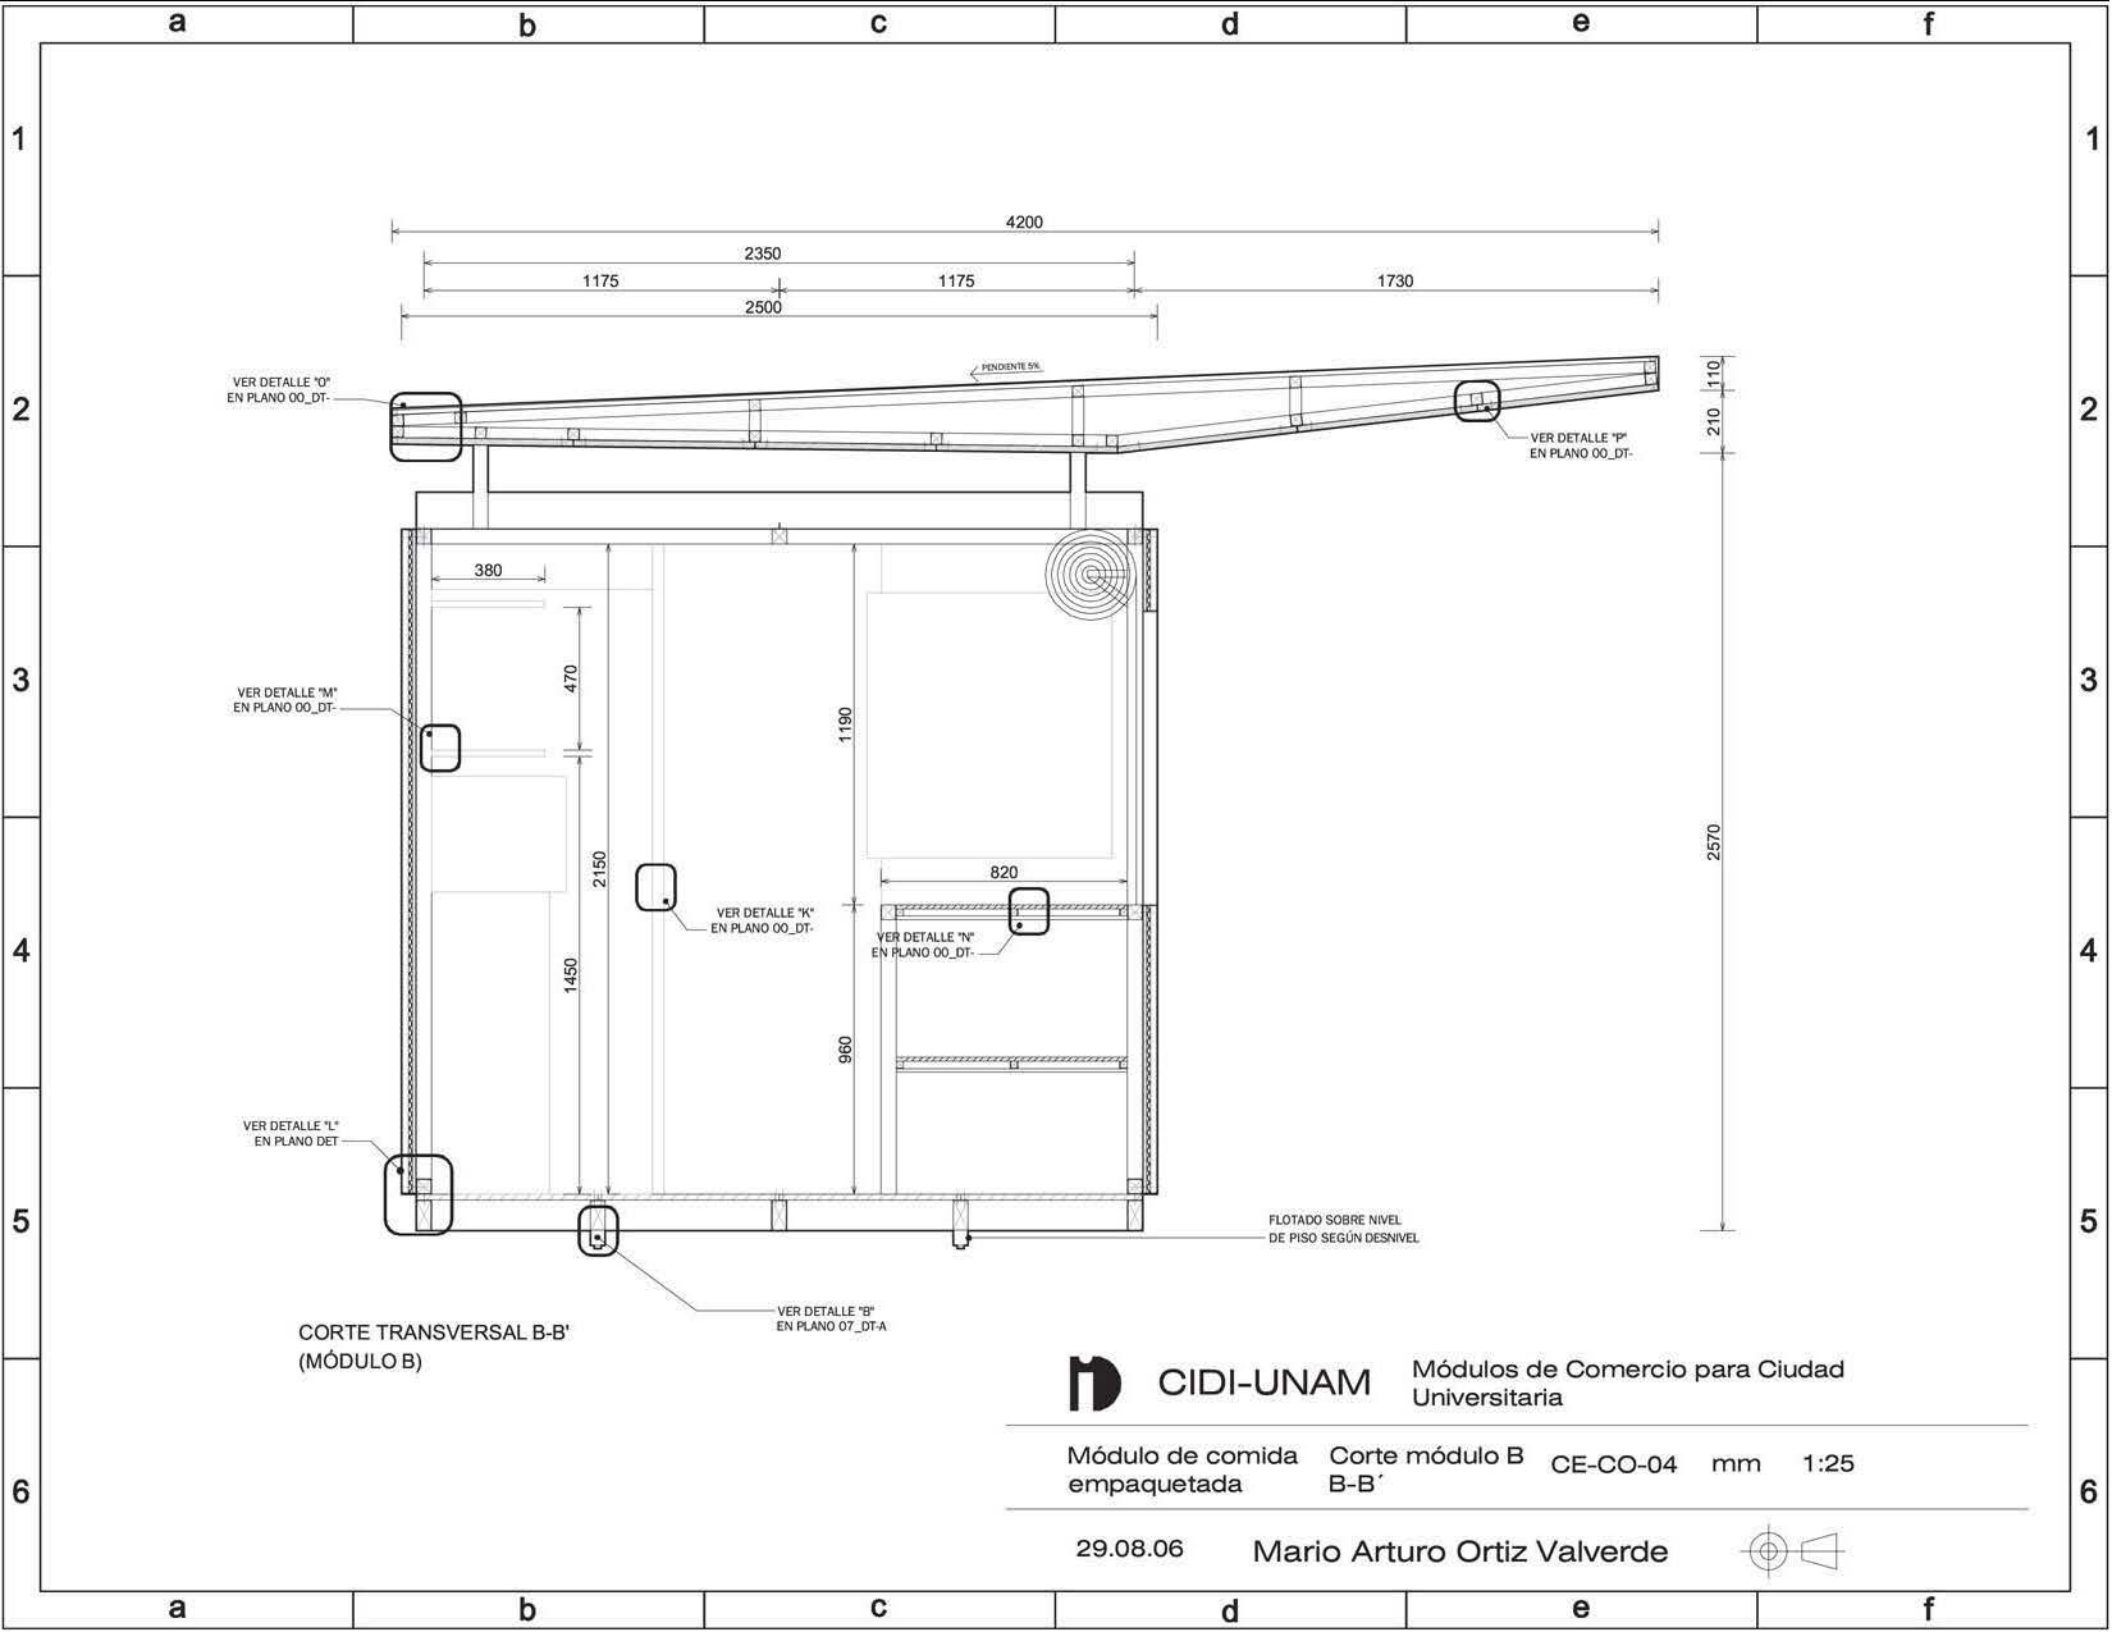 a b c d e f
1 1
4200
2350
1175 1175 1730
2500
PENDIENTE 5%
110
VER DETALLE "O"
EN PLANO 00_DT-
2 2
210
VER DETALLE "P"
EN PLANO 00_DT-
380
470
3 3
VER DETALLE "M"
EN PLANO 00_DT-
1190
2570
2150
820
VER DETALLE "K"
EN PLANO 00_DT-
VER DETALLE "N"
EN PLANO 00_DT-
4 4
1450
960
VER DETALLE "L"
EN PLANO DET
5 5
FLOTADO SOBRE NIVEL
DE PISO SEGÚN DESNIVEL
VER DETALLE "B"
EN PLANO 07_DT-A
CORTE TRANSVERSAL B-B'
(MÓDULO B)
CIDI-UNAM
Módulos de Comercio para Ciudad
Universitaria
Módulo de comida
empaquetada
Corte módulo B
B-B´
CE-CO-04 mm 1:25
6 6
29.08.06 Mario Arturo Ortiz Valverde
a b c d e f